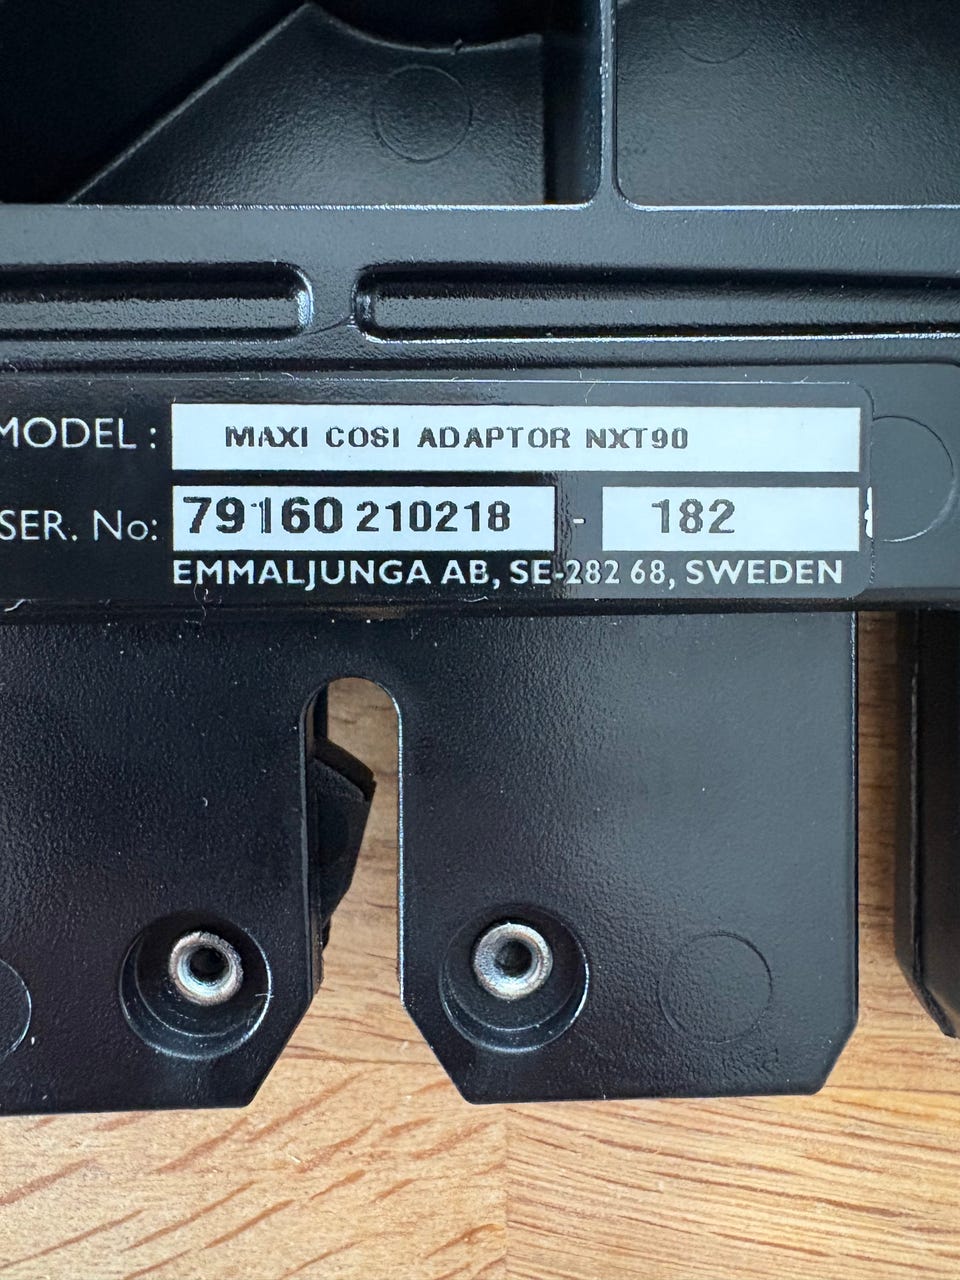 MODEL : MAXI COSI ADAPTOR NXT90
SER. No: 79160 210218 - 182
EMMALJUNGA AB, SE-282 68, SWEDEN